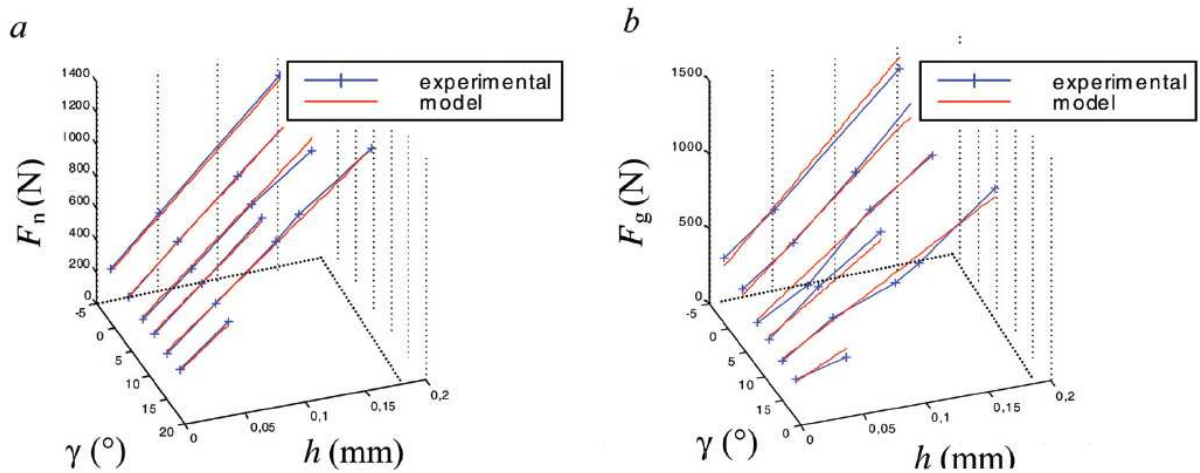 a
1400
1200
1000
800
600
400
200
0
F_n (N)
-5
0
5
10
15
20
γ (°)
0
0,05
0,1
0,15
0,2
h (mm)
experimental
model
b
1500
1000
500
0
F_g (N)
-5
0
5
10
15
0
γ (°)
0
0,05
0,1
0,15
0,2
h (mm)
experimental
model